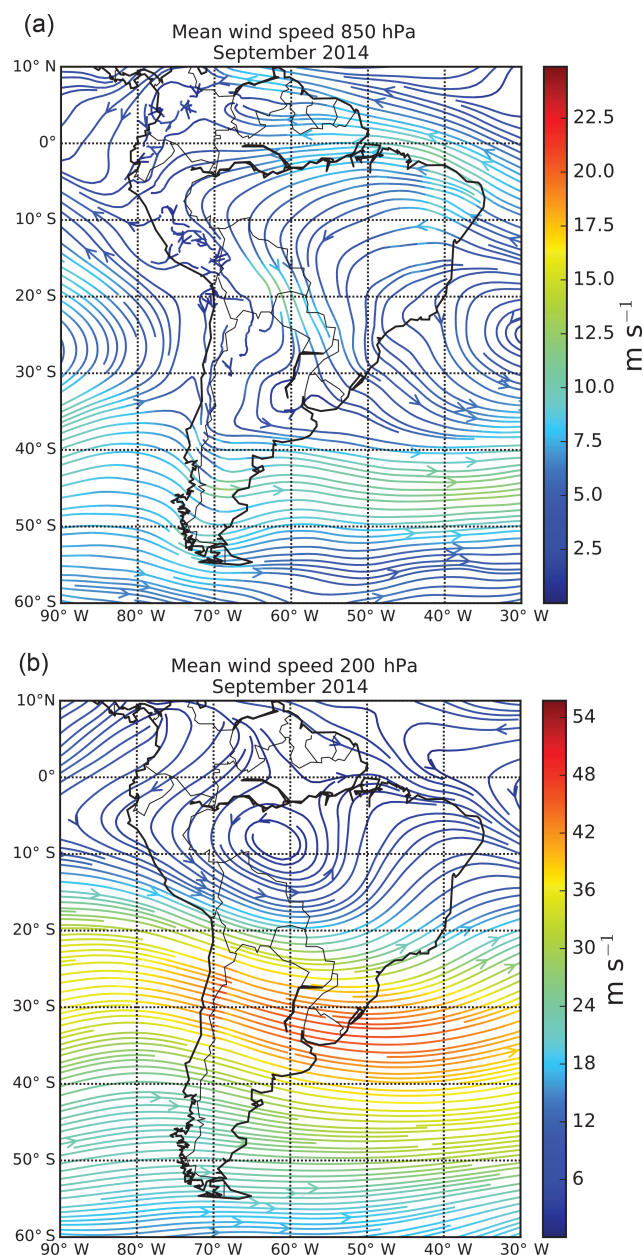 (a)
Mean wind speed 850 hPa
September 2014
10° N
0°
10° S
20° S
30° S
40° S
50° S
60° S
90° W 80° W 70° W 60° W 50° W 40° W 30° W
22.5
20.0
17.5
15.0
12.5
10.0
7.5
5.0
2.5
m s⁻¹
(b)
Mean wind speed 200 hPa
September 2014
10°N
0°
10° S
20° S
30° S
40° S
50° S
60° S
90° W 80° W 70° W 60° W 50° W 40° W 30° W
54
48
42
36
30
24
18
12
6
m s⁻¹